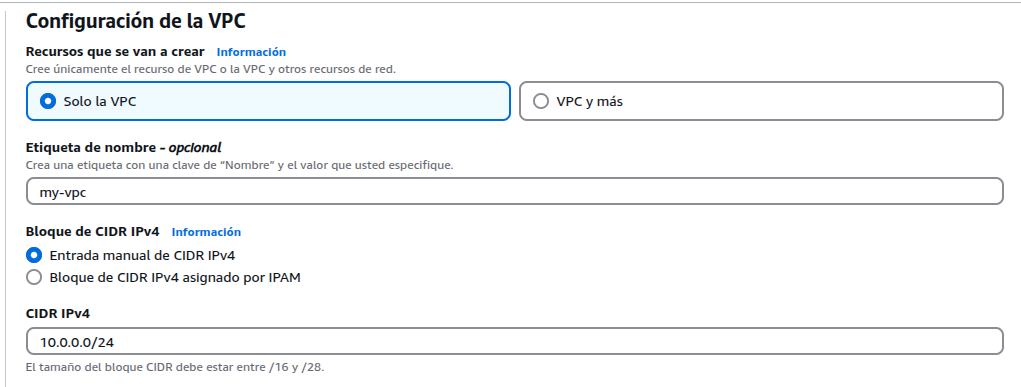 Configuración de la VPC
Recursos que se van a crear Información
Cree únicamente el recurso de VPC o la VPC y otros recursos de red.
Solo la VPC VPC y más
Etiqueta de nombre – opcional
Crea una etiqueta con una clave de “Nombre” y el valor que usted especifique.
my-vpc
Bloque de CIDR IPv4 Información
Entrada manual de CIDR IPv4
Bloque de CIDR IPv4 asignado por IPAM
CIDR IPv4
10.0.0.0/24
El tamaño del bloque CIDR debe estar entre /16 y /28.